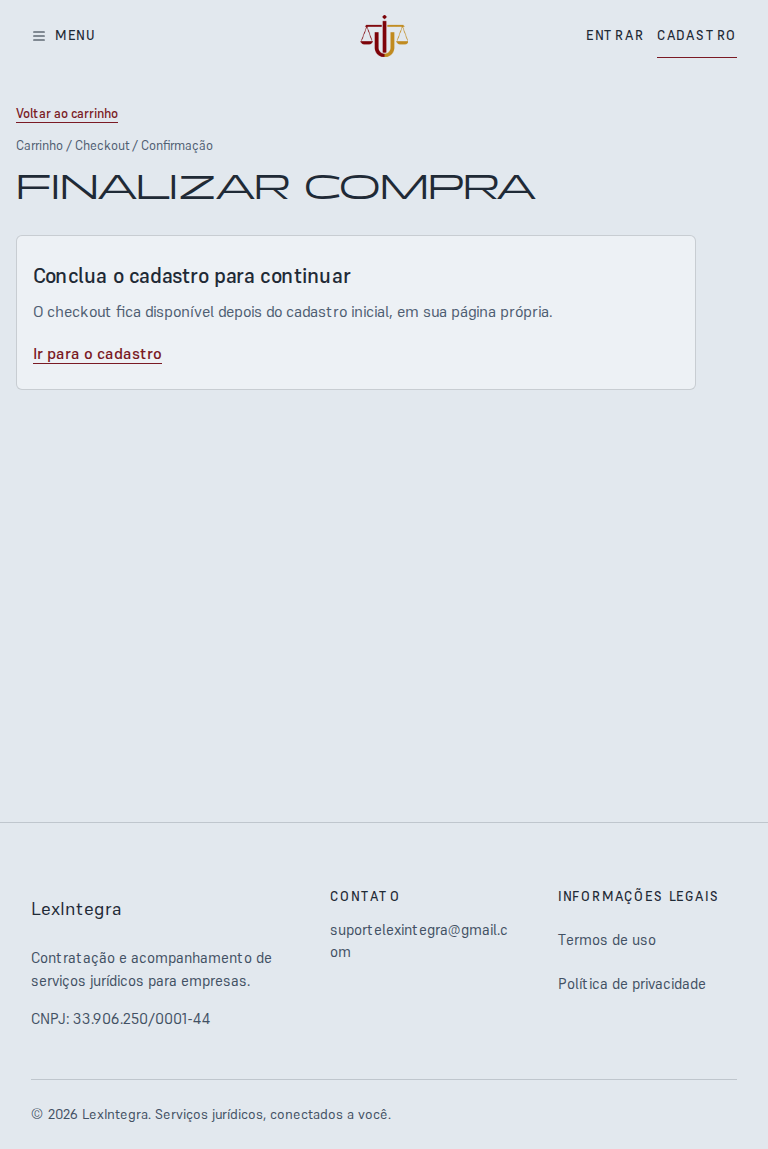 MENU
ENTRAR CADASTRO
Voltar ao carrinho
Carrinho / Checkout / Confirmação
FINALIZAR COMPRA
Conclua o cadastro para continuar
O checkout fica disponível depois do cadastro inicial, em sua página própria.
Ir para o cadastro
LexIntegra
Contratação e acompanhamento de
serviços jurídicos para empresas.
CNPJ: 33.906.250/0001-44
CONTATO
suportelexintegra@gmail.c
om
INFORMAÇÕES LEGAIS
Termos de uso
Política de privacidade
© 2026 LexIntegra. Serviços jurídicos, conectados a você.